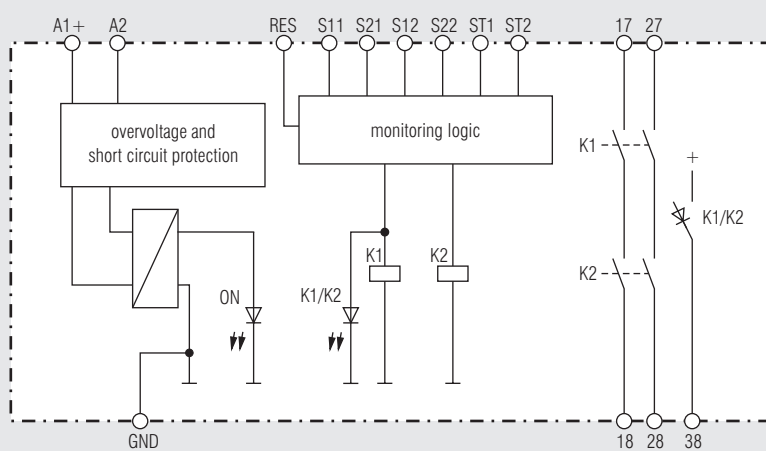 A1+ A2 RES S11 S21 S12 S22 ST1 ST2 17 27
overvoltage and
short circuit protection
monitoring logic
K1
+
K1/K2
K1 K2
K2
ON K1/K2
GND 18 28 38